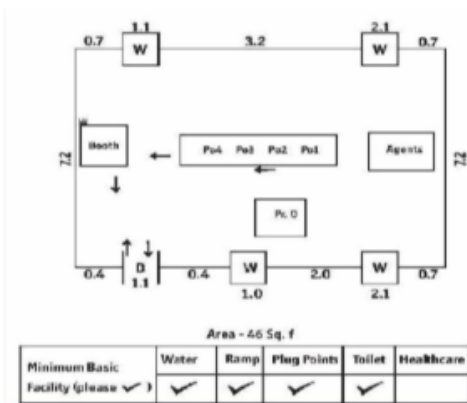 1.1 2.1
0.7 W 3.2 W 0.7
Booth Po4 Po3 Po2 Po1 Agents
7.2 7.2
Pr. O
0.4 D 0.4 W 2.0 W 0.7
1.1 1.0 2.1
Area - 46 Sq. f
Minimum Basic Facility (please ✓) Water Ramp Plug Points Toilet Healthcare
✓ ✓ ✓ ✓